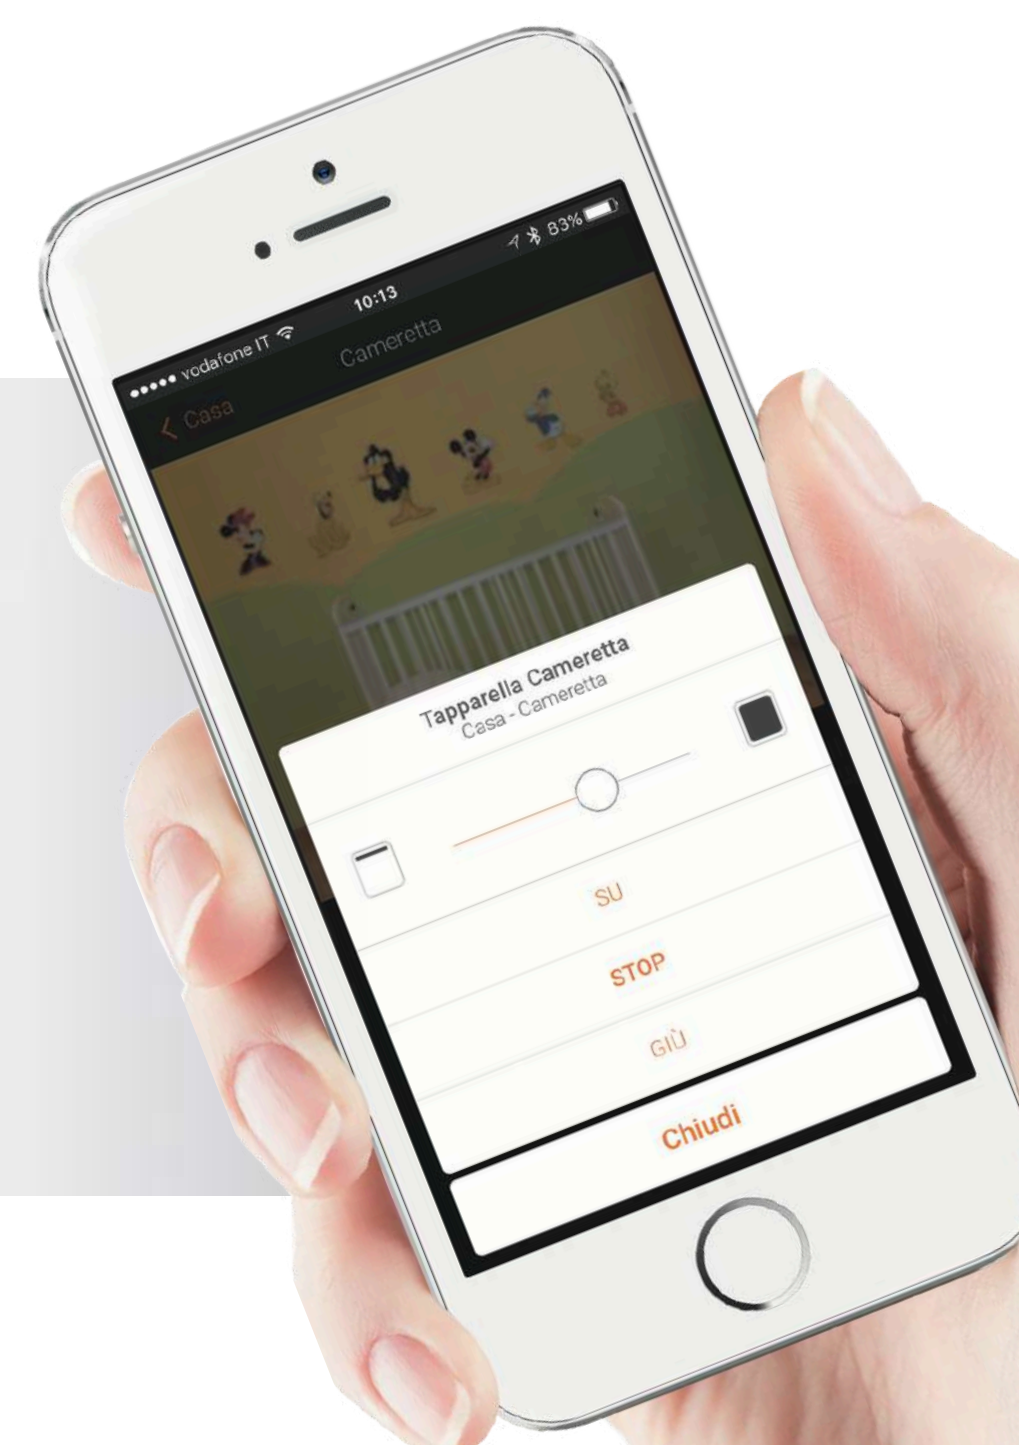 vodafone IT 10:13 83%
Casa Cameretta
Tapparella Cameretta
Casa - Cameretta
SU
STOP
GIÙ
Chiudi